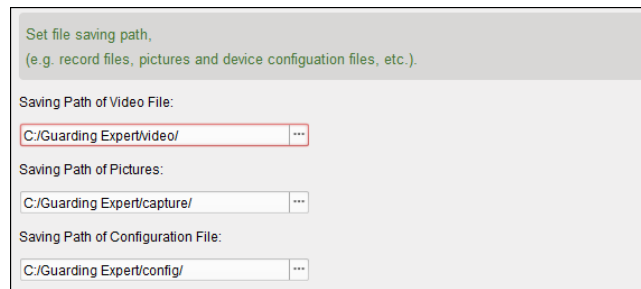 Set file saving path,
(e.g. record files, pictures and device configuation files, etc.).
Saving Path of Video File:
C:/Guarding Expert/video/
Saving Path of Pictures:
C:/Guarding Expert/capture/
Saving Path of Configuration File:
C:/Guarding Expert/config/